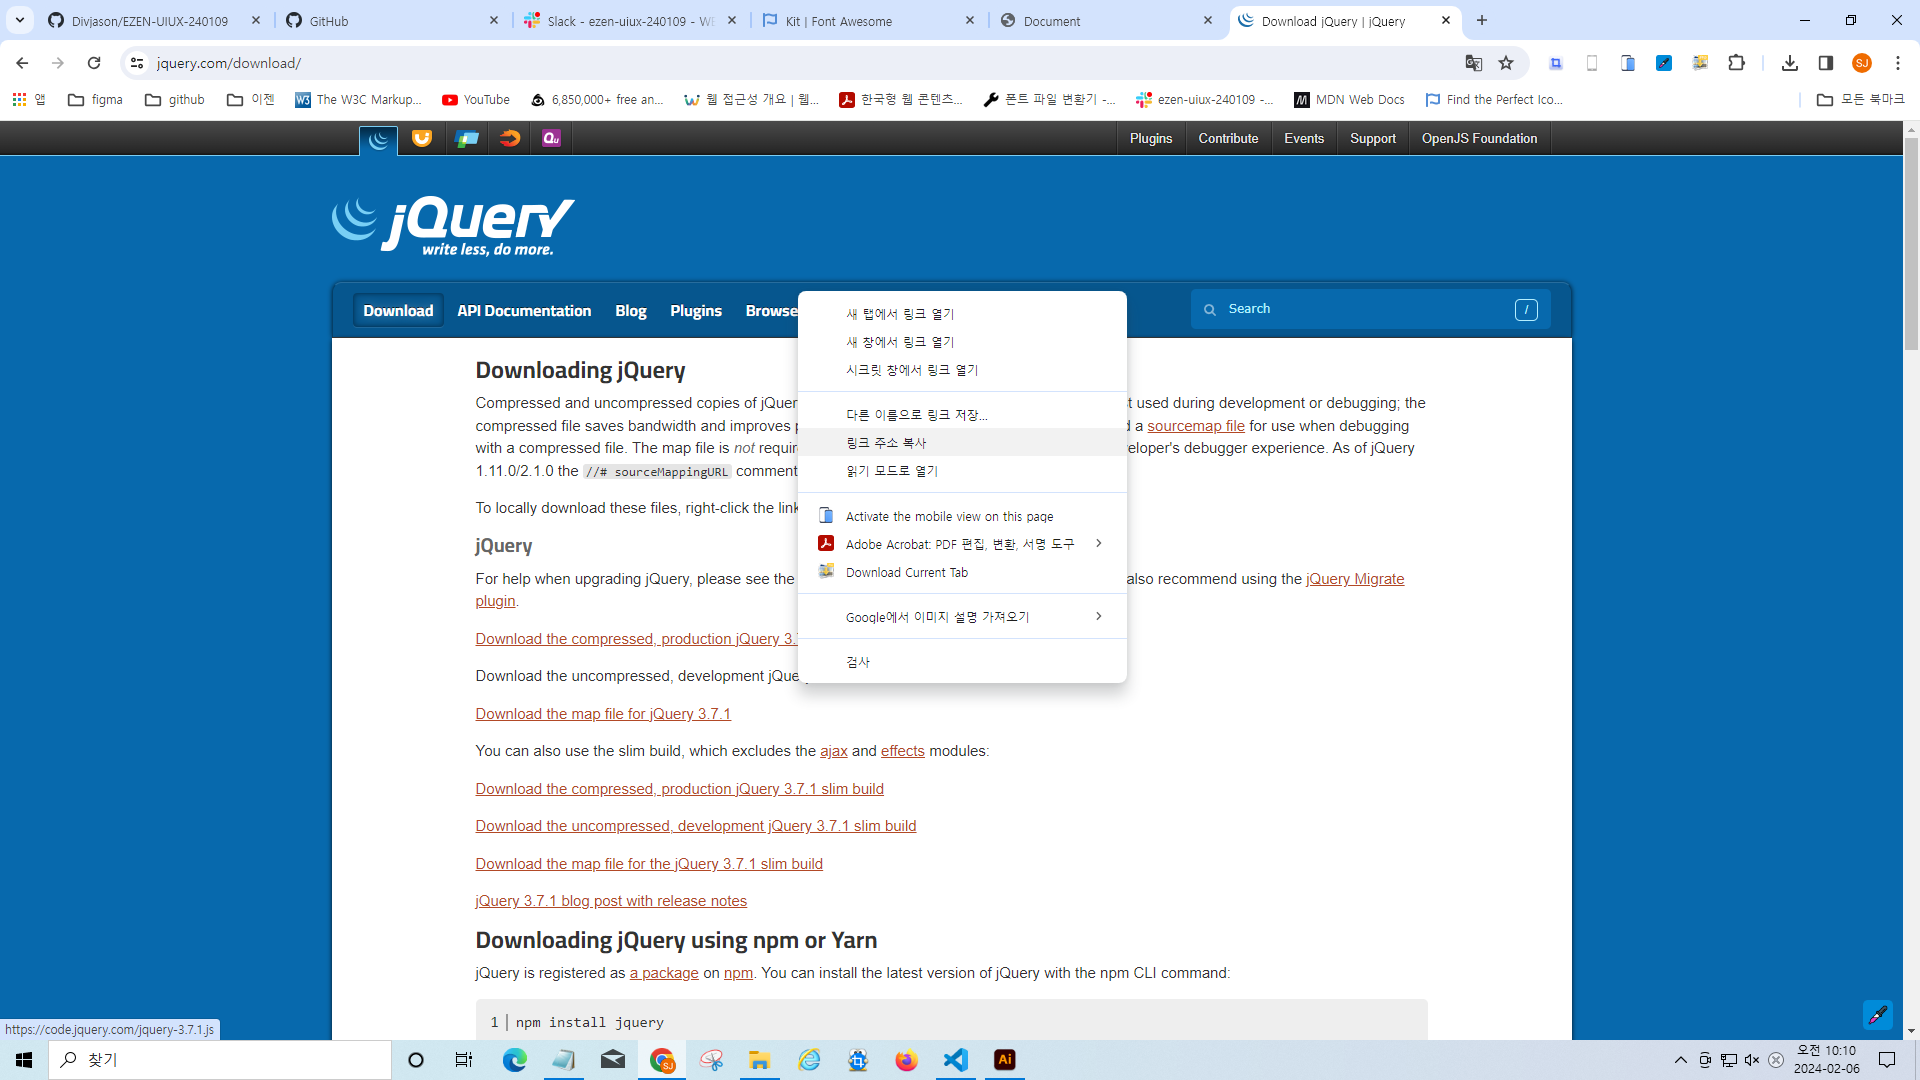 Divjason/EZEN-UIUX-240109
GitHub
Slack - ezen-uiux-240109 - WE
Kit | Font Awesome
Document
Download jQuery | jQuery
jquery.com/download/
SJ
앱
figma
github
이젠
The W3C Markup...
YouTube
6,850,000+ free an...
웹 접근성 개요 | 웹...
한국형 웹 콘텐츠...
폰트 파일 변환기 -...
ezen-uiux-240109 -...
MDN Web Docs
Find the Perfect Ico...
모든 북마크
Plugins
Contribute
Events
Support
OpenJS Foundation
jQuery
write less, do more.
Download
API Documentation
Blog
Plugins
Browse
Search
/
새 탭에서 링크 열기
새 창에서 링크 열기
시크릿 창에서 링크 열기
다른 이름으로 링크 저장...
링크 주소 복사
읽기 모드로 열기
Activate the mobile view on this page
Adobe Acrobat: PDF 편집, 변환, 서명 도구
Download Current Tab
Google에서 이미지 설명 가져오기
검사
Downloading jQuery
Compressed and uncompressed copies of jQuer t used during development or debugging; the
compressed file saves bandwidth and improves p d a sourcemap file for use when debugging
with a compressed file. The map file is not requir veloper's debugger experience. As of jQuery
1.11.0/2.1.0 the //# sourceMappingURL comment
To locally download these files, right-click the link
jQuery
For help when upgrading jQuery, please see the also recommend using the jQuery Migrate
plugin.
Download the compressed, production jQuery 3.7
Download the uncompressed, development jQuery
Download the map file for jQuery 3.7.1
You can also use the slim build, which excludes the ajax and effects modules:
Download the compressed, production jQuery 3.7.1 slim build
Download the uncompressed, development jQuery 3.7.1 slim build
Download the map file for the jQuery 3.7.1 slim build
jQuery 3.7.1 blog post with release notes
Downloading jQuery using npm or Yarn
jQuery is registered as a package on npm. You can install the latest version of jQuery with the npm CLI command:
1 npm install jquery
https://code.jquery.com/jquery-3.7.1.js
찾기
오전 10:10
2024-02-06